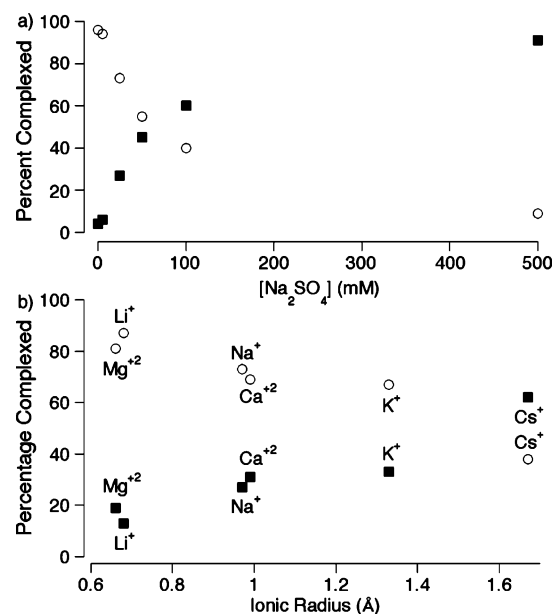 a)
100
80
60
40
20
0
Percent Complexed
0 100 200 300 400 500
[Na₂SO₄] (mM)
b)
100
80
60
40
20
0
Percentage Complexed
Li⁺
Mg⁺²
Na⁺
Ca⁺²
K⁺
Cs⁺
Cs⁺
Mg⁺²
Li⁺
Ca⁺²
Na⁺
K⁺
0.6 0.8 1 1.2 1.4 1.6
Ionic Radius (Å)